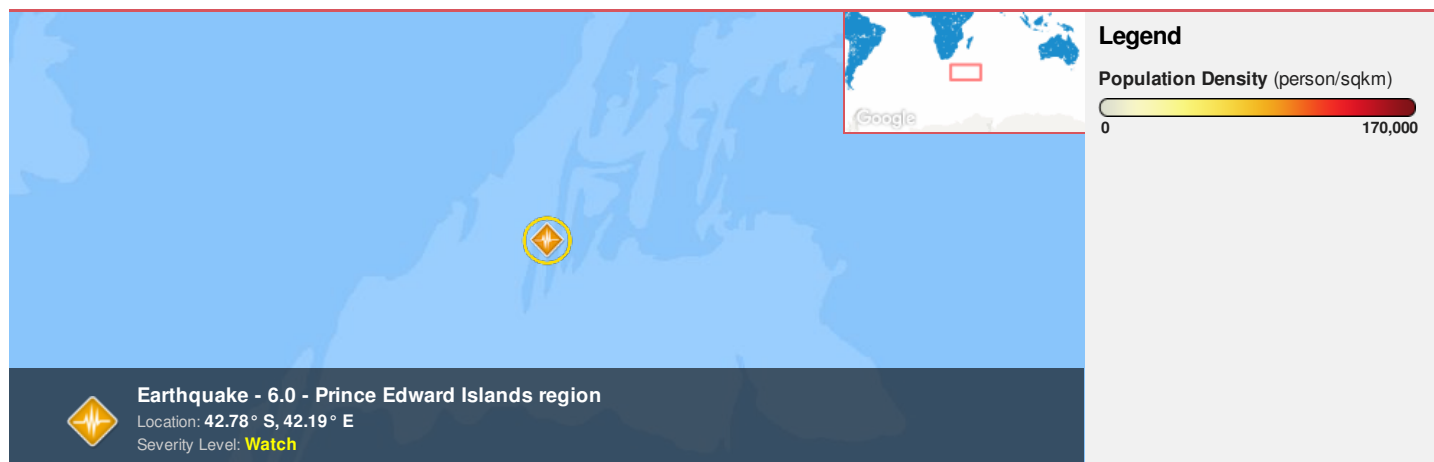 Google
Legend
Population Density (person/sqkm)
0 170,000
Earthquake - 6.0 - Prince Edward Islands region
Location: 42.78° S, 42.19° E
Severity Level: Watch